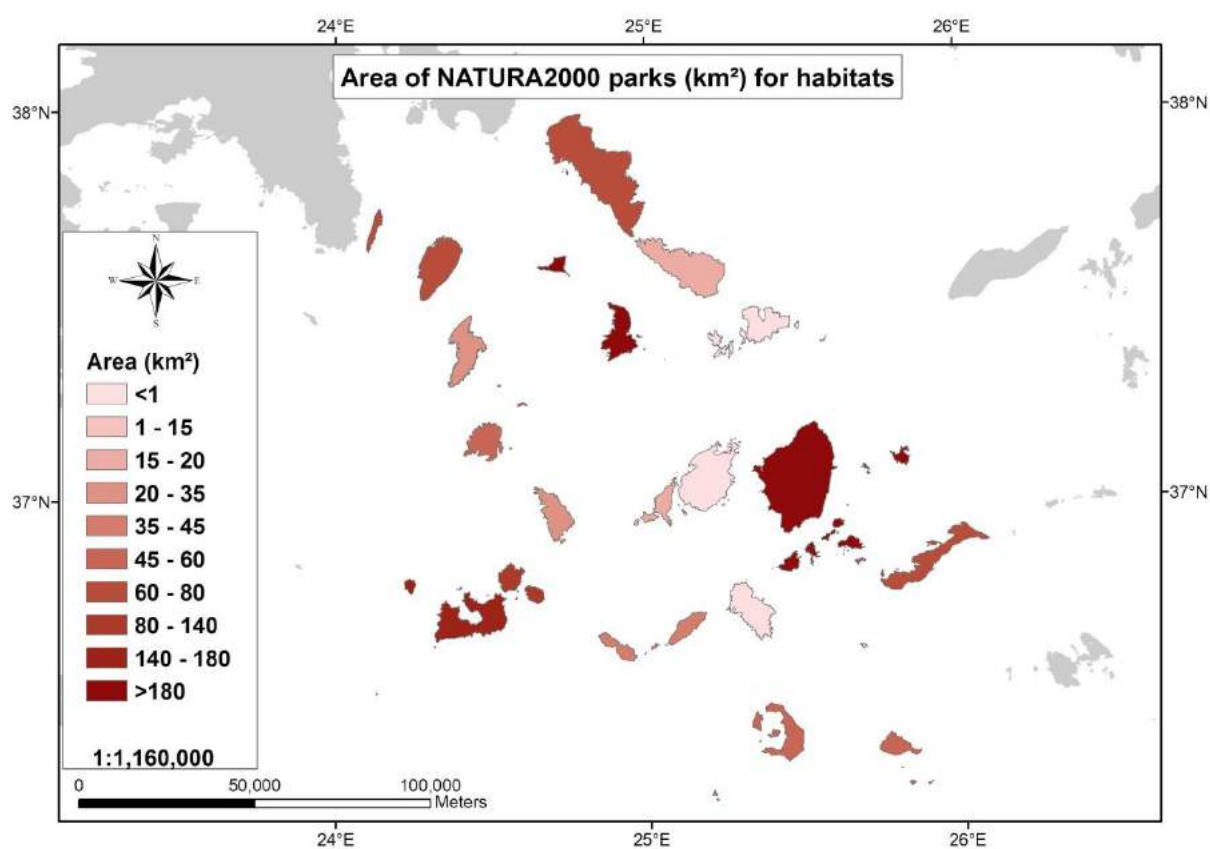 24°E 25°E 26°E
Area of NATURA2000 parks (km²) for habitats
38°N 38°N
N
W E
S
Area (km²)
<1
1 - 15
15 - 20
20 - 35
35 - 45
45 - 60
60 - 80
80 - 140
140 - 180
>180
37°N 37°N
1:1,160,000
0 50,000 100,000
Meters
24°E 25°E 26°E